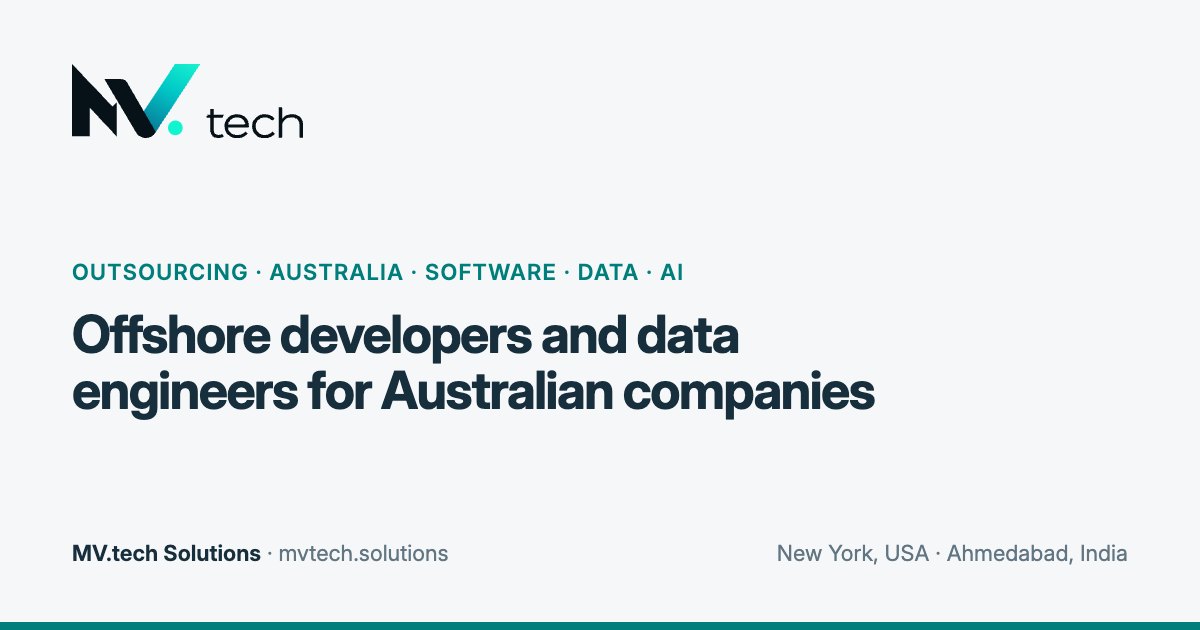 MV. tech
OUTSOURCING · AUSTRALIA · SOFTWARE · DATA · AI
Offshore developers and data
engineers for Australian companies
MV.tech Solutions · mvtech.solutions
New York, USA · Ahmedabad, India